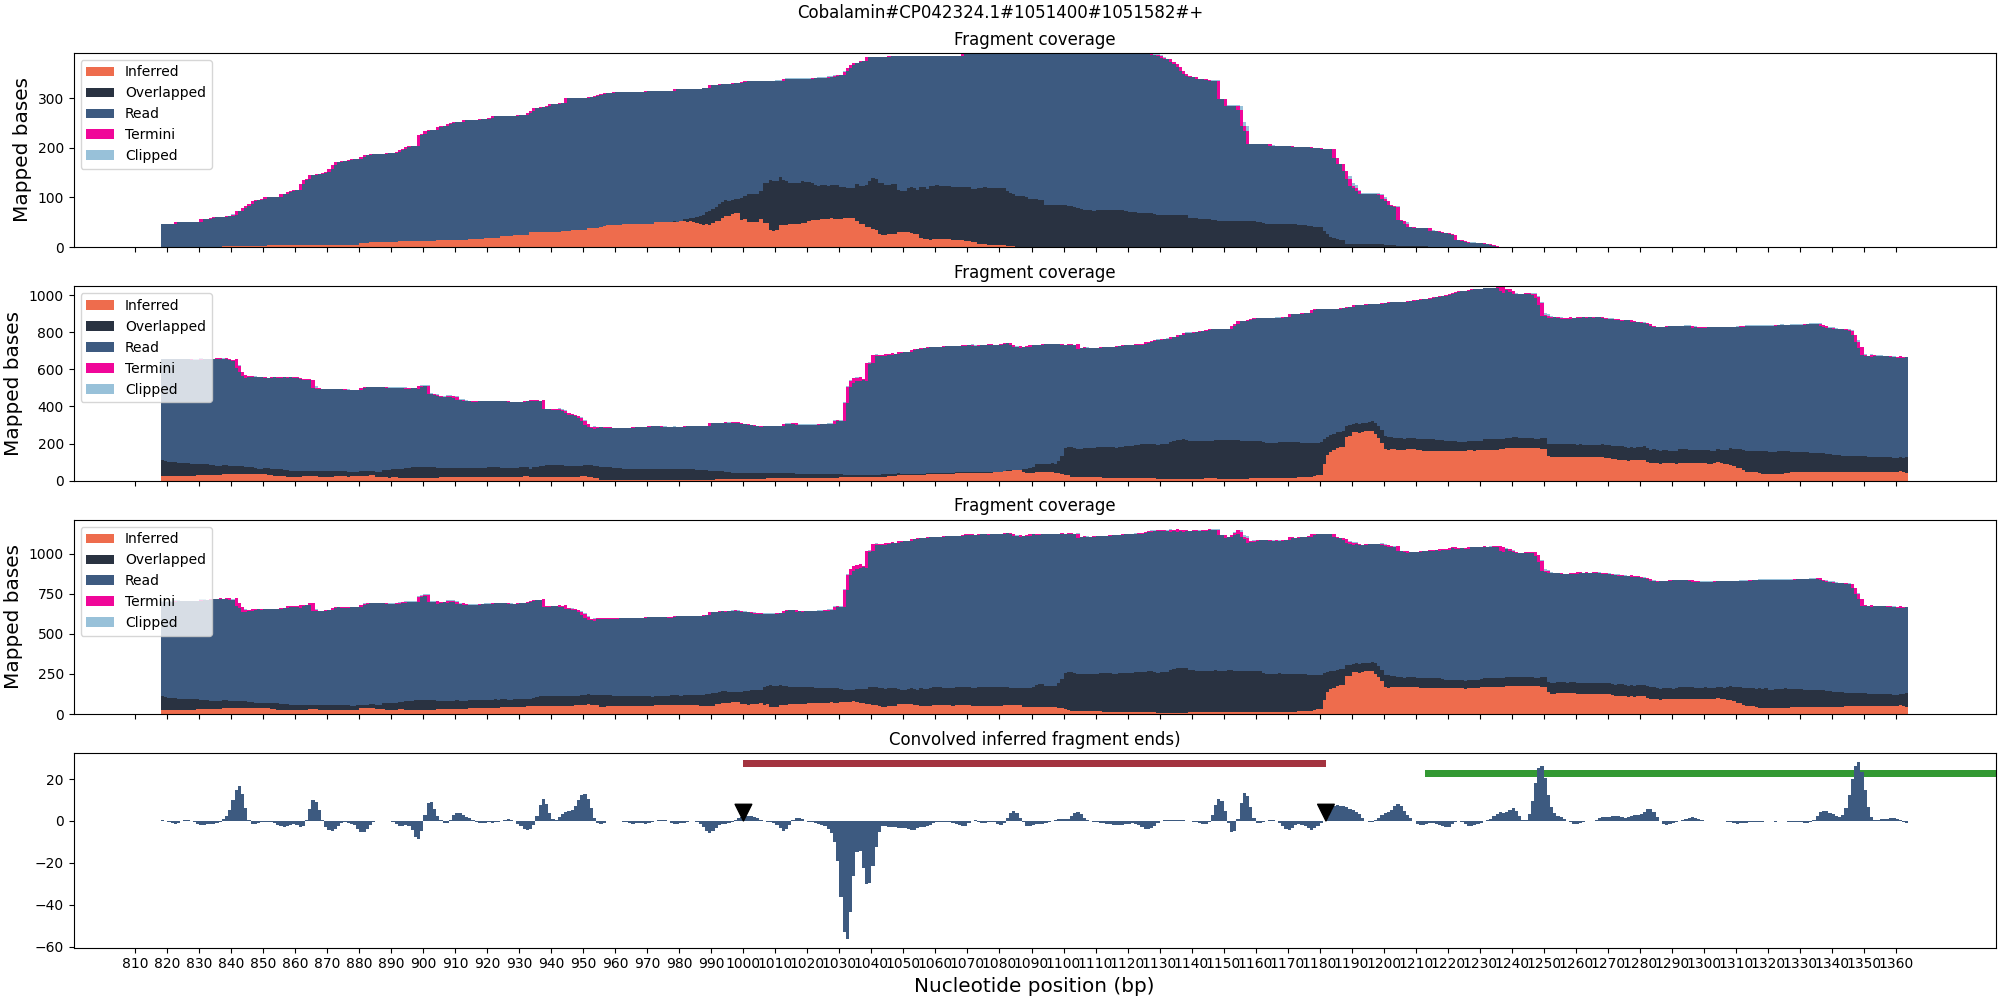 Cobalamin#CP042324.1#1051400#1051582#+
Fragment coverage
Mapped bases
300
200
100
0
Inferred
Overlapped
Read
Termini
Clipped
Fragment coverage
Mapped bases
1000
800
600
400
200
0
Inferred
Overlapped
Read
Termini
Clipped
Fragment coverage
Mapped bases
1000
750
500
250
0
Inferred
Overlapped
Read
Termini
Clipped
Convolved inferred fragment ends)
20
0
−20
−40
−60
810 820 830 840 850 860 870 880 890 900 910 920 930 940 950 960 970 980 990 1000 1010 1020 1030 1040 1050 1060 1070 1080 1090 1100 1110 1120 1130 1140 1150 1160 1170 1180 1190 1200 1210 1220 1230 1240 1250 1260 1270 1280 1290 1300 1310 1320 1330 1340 1350 1360
Nucleotide position (bp)